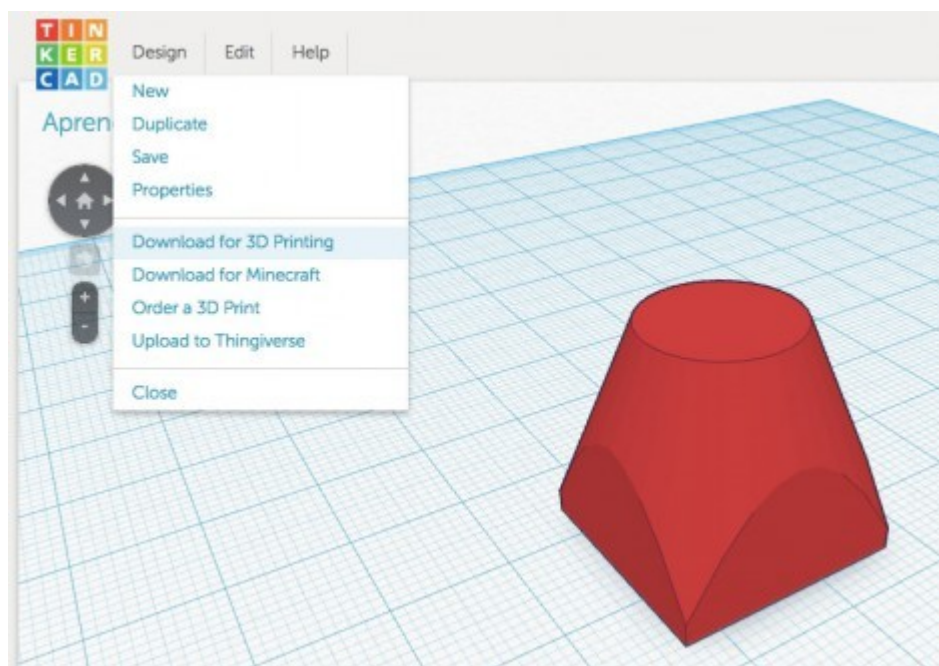 TIN
KER
CAD
Design Edit Help
New
Duplicate
Save
Properties
Download for 3D Printing
Download for Minecraft
Order a 3D Print
Upload to Thingiverse
Close
Apren